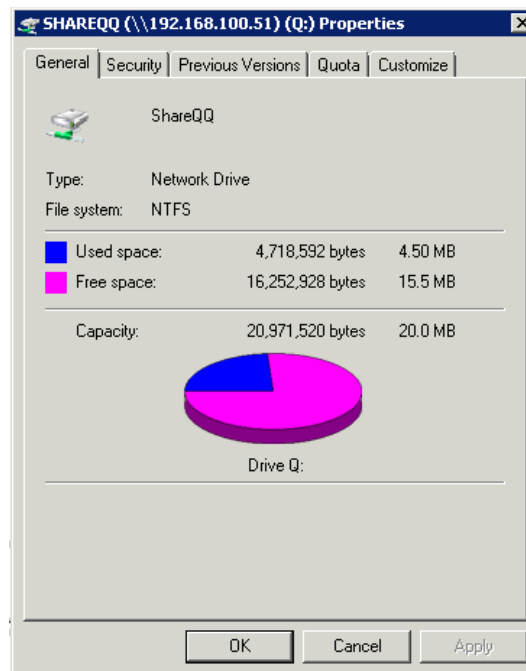 SHAREQQ (\\192.168.100.51) (Q:) Properties
General Security Previous Versions Quota Customize
ShareQQ
Type: Network Drive
File system: NTFS
Used space: 4,718,592 bytes 4.50 MB
Free space: 16,252,928 bytes 15.5 MB
Capacity: 20,971,520 bytes 20.0 MB
Drive Q:
OK Cancel Apply